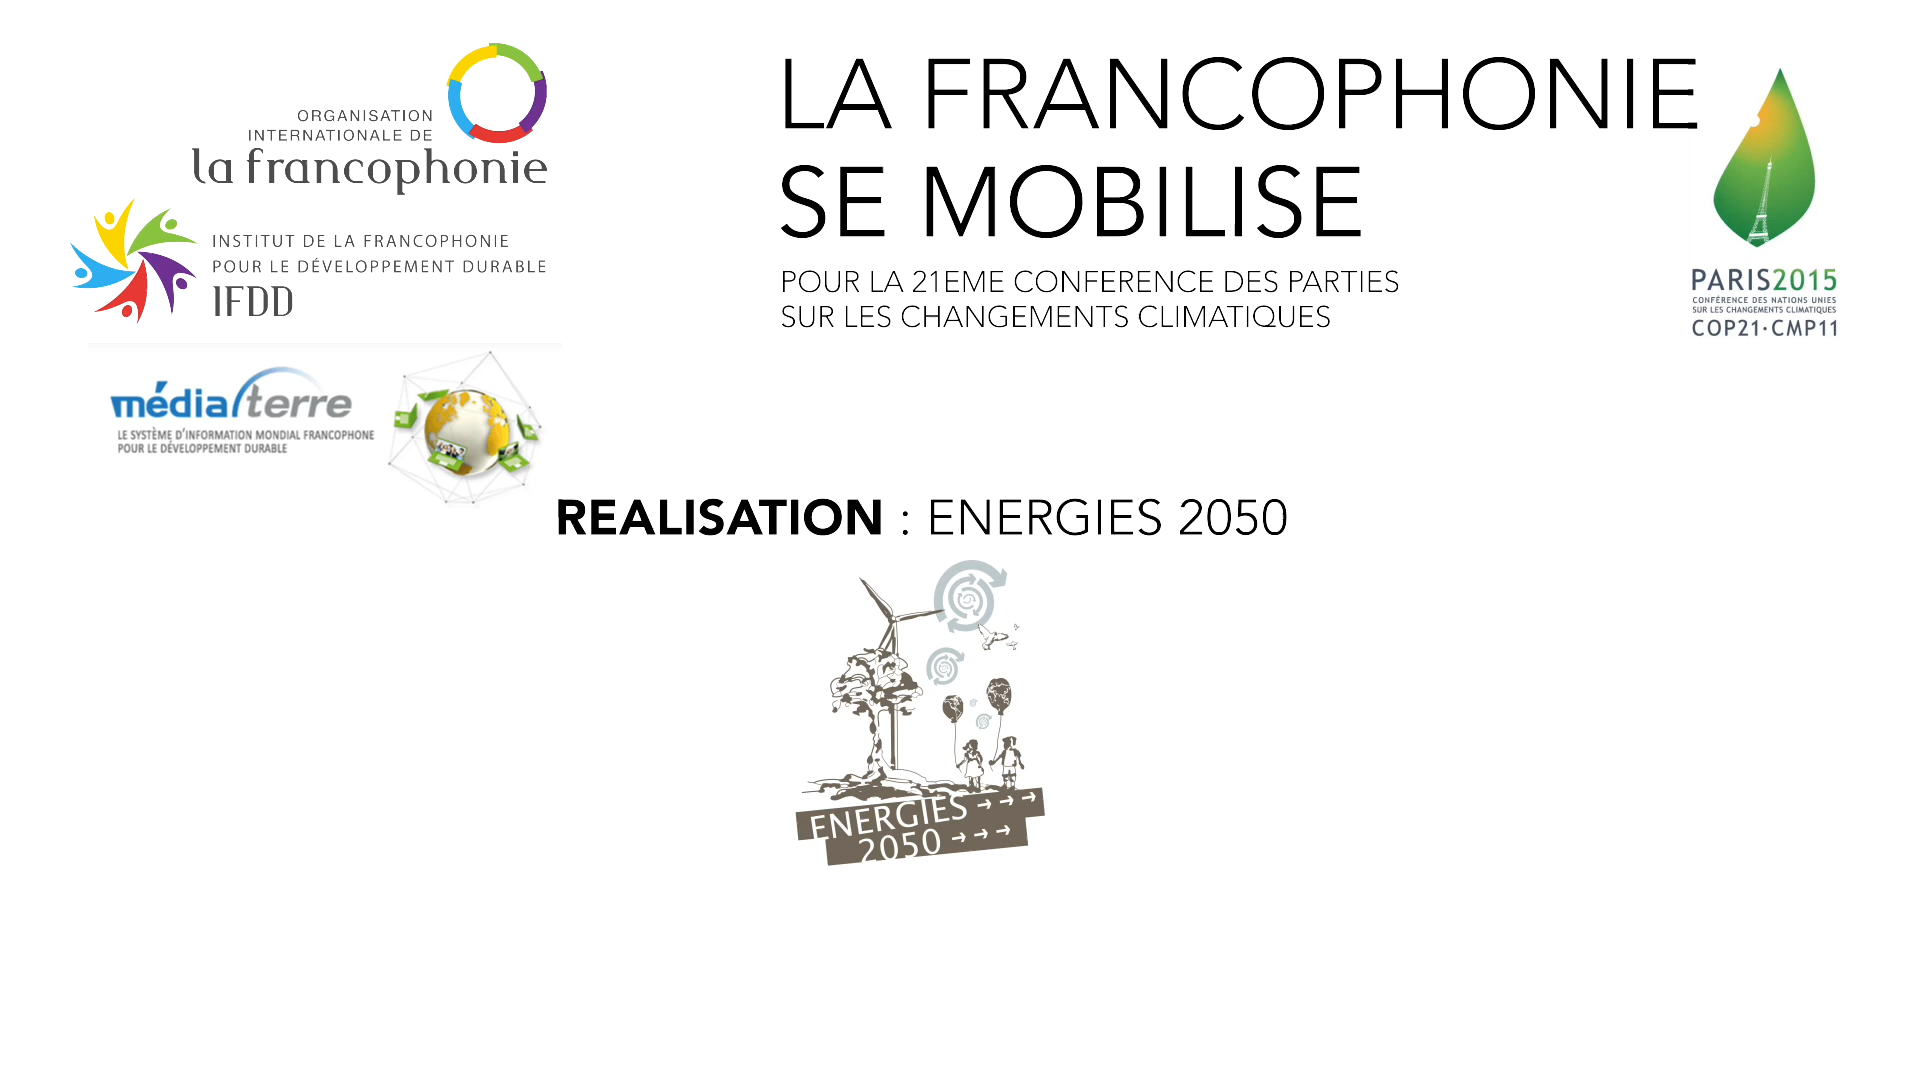 ORGANISATION
INTERNATIONALE DE
la francophonie
INSTITUT DE LA FRANCOPHONIE
POUR LE DÉVELOPPEMENT DURABLE
IFDD
média terre
LE SYSTÈME D'INFORMATION MONDIAL FRANCOPHONE
POUR LE DÉVELOPPEMENT DURABLE
LA FRANCOPHONIE
SE MOBILISE
POUR LA 21EME CONFERENCE DES PARTIES
SUR LES CHANGEMENTS CLIMATIQUES
PARIS2015
CONFÉRENCE DES NATIONS UNIES
SUR LES CHANGEMENTS CLIMATIQUES
COP21·CMP11
REALISATION : ENERGIES 2050
ENERGIES →→→
2050 →→→